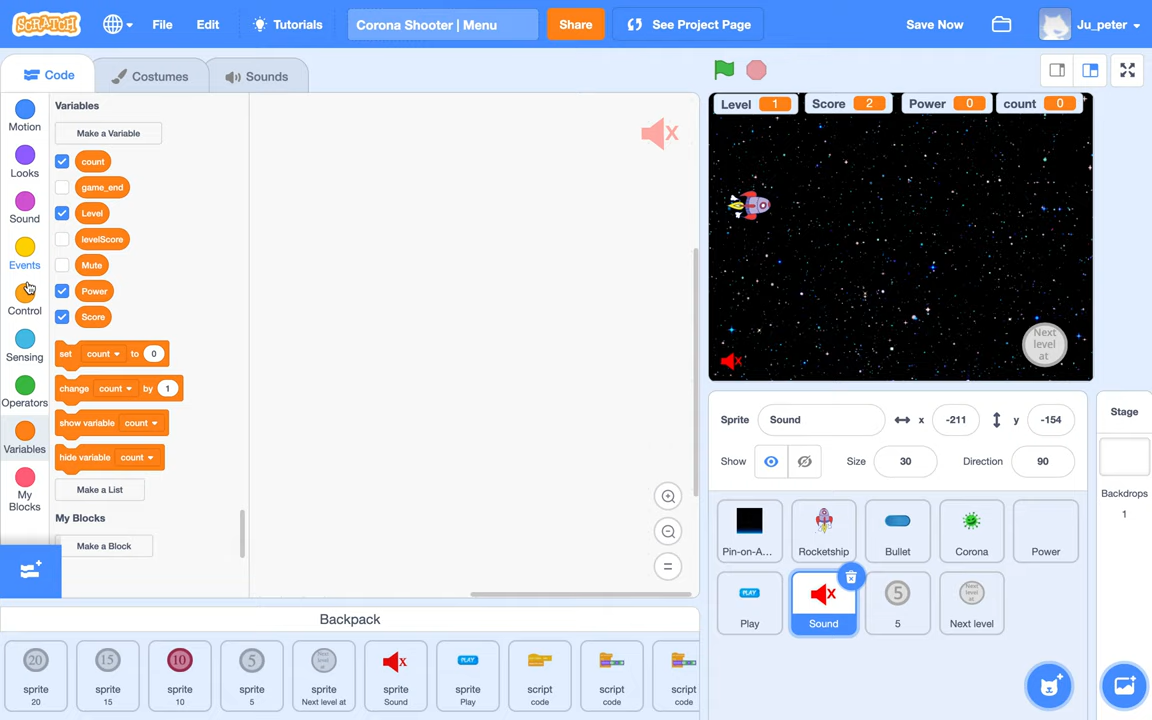 SCRATCH File Edit Tutorials Corona Shooter | Menu Share See Project Page Save Now Ju_peter
Code Costumes Sounds
Motion
Looks
Sound
Events
Control
Sensing
Operators
Variables
My
Blocks
Variables
Make a Variable
count
game_end
Level
levelScore
Mute
Power
Score
set count to 0
change count by 1
show variable count
hide variable count
Make a List
My Blocks
Make a Block
Level 1 Score 2 Power 0 count 0
Next
level
at
Sprite Sound x -211 y -154
Show Size 30 Direction 90
Pin-on-A... Rocketship Bullet Corona Power
PLAY 5 Next
level
at
Play Sound 5 Next level
Stage
Backdrops
1
Backpack
20 15 10 5 Next
level
at
PLAY
sprite sprite sprite sprite sprite sprite sprite script script script
20 15 10 5 Next level at Sound Play code code code